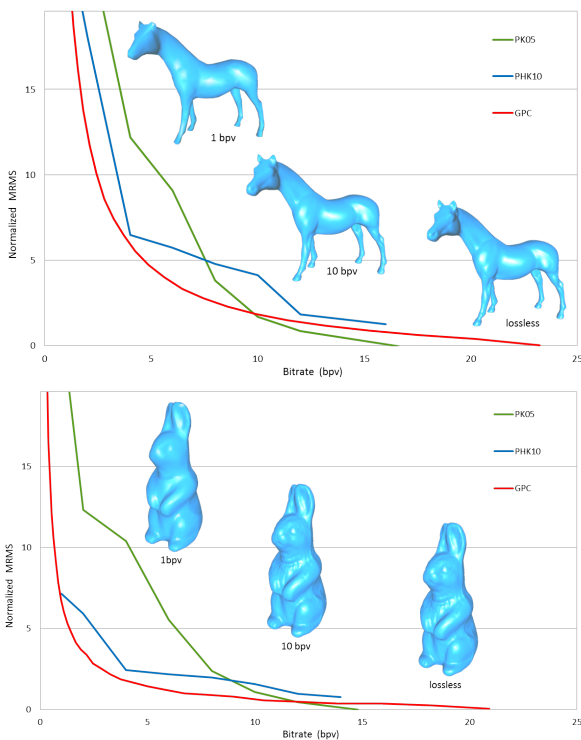 PK05
15
PHK10
GPC
1 bpv
Normalized MRMS
10
10 bpv
5
lossless
0
0 5 10 15 20 25
Bitrate (bpv)
PK05
15
PHK10
GPC
Normalized MRMS
10
1bpv
5
10 bpv
lossless
0
0 5 10 15 20 25
Bitrate (bpv)